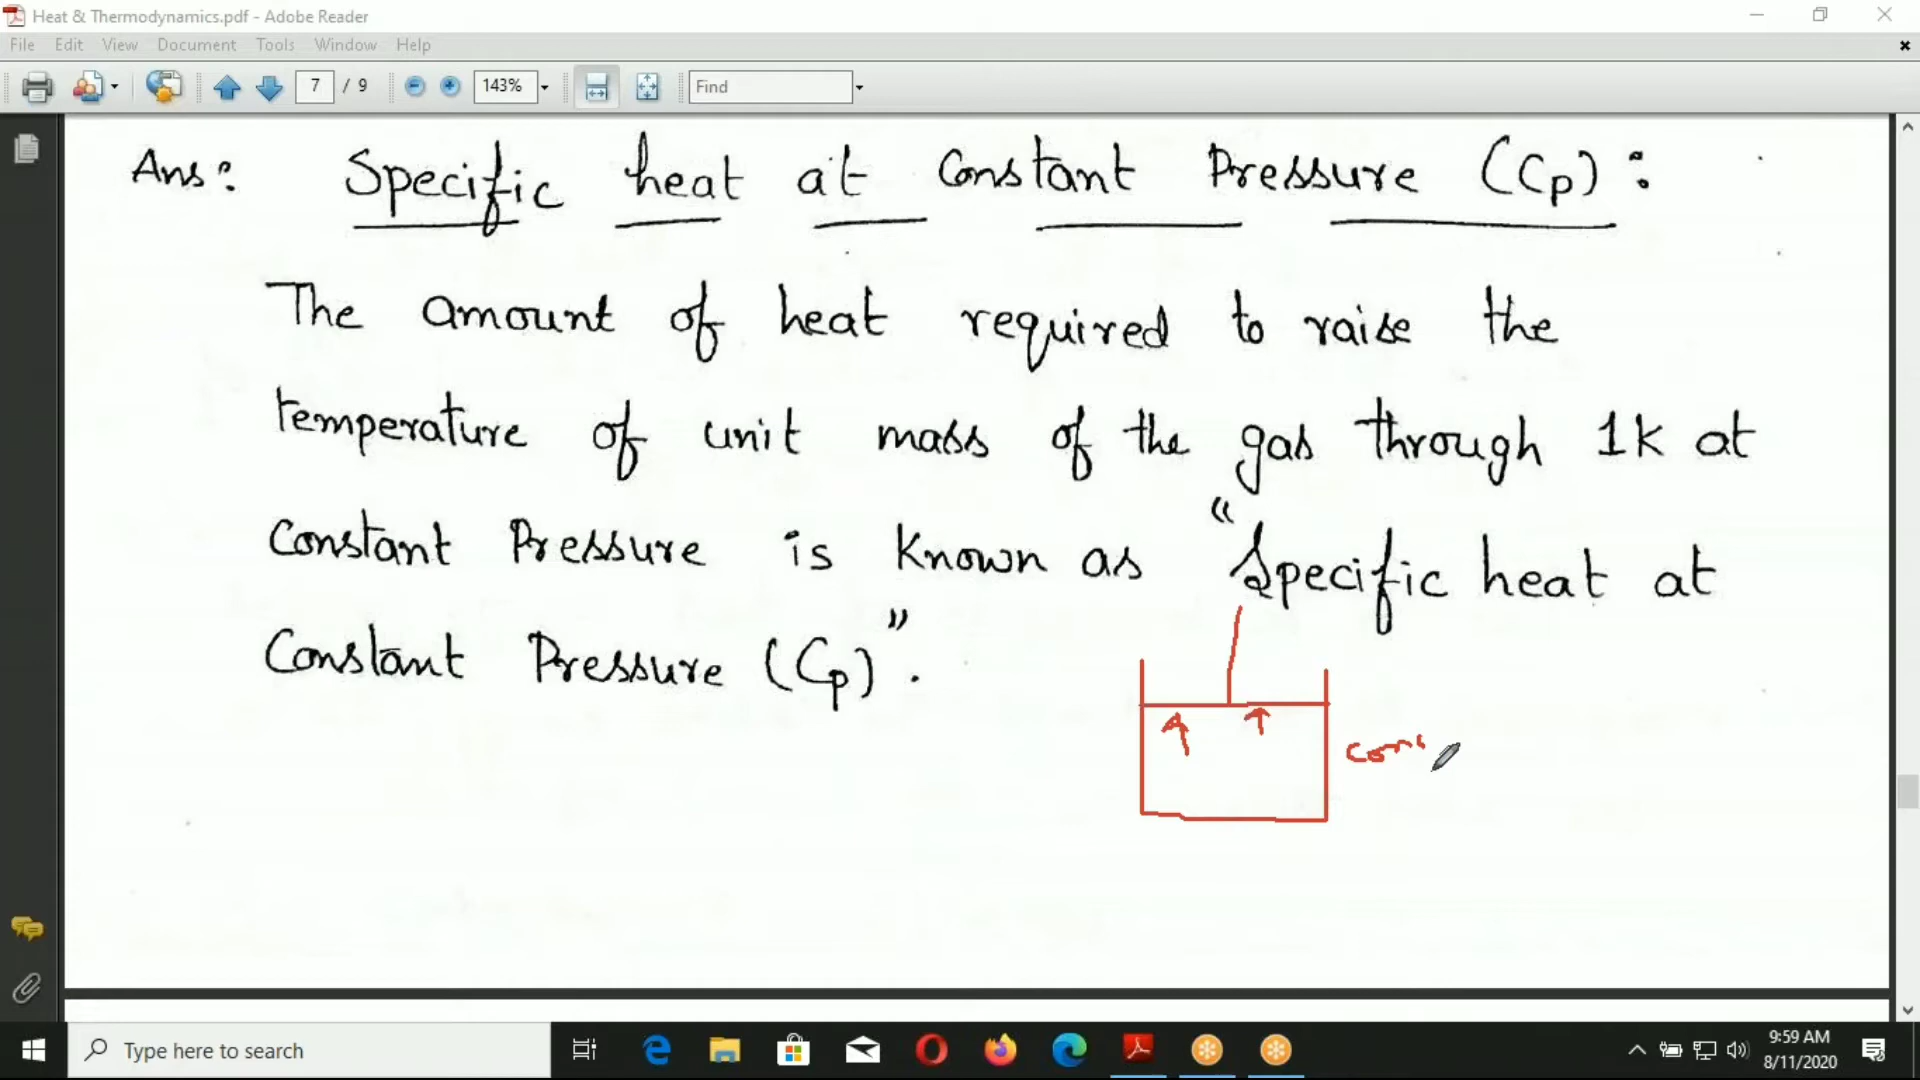 Heat & Thermodynamics.pdf - Adobe Reader
File Edit View Document Tools Window Help
7 / 9 143% Find
Ans: Specific heat at Constant Pressure (Cp) :
The amount of heat required to raise the
temperature of unit mass of the gas through 1k at
Constant Pressure is known as "Specific heat at
Constant Pressure (Cp)" .
Type here to search
9:59 AM
8/11/2020